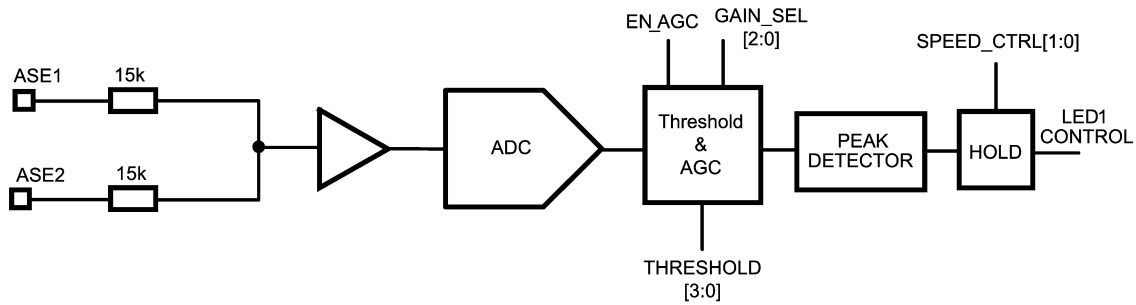 EN_AGC
GAIN_SEL
[2:0]
SPEED_CTRL[1:0]
ASE1
15k
ADC
Threshold
&
AGC
PEAK
DETECTOR
HOLD
LED1
CONTROL
ASE2
15k
THRESHOLD
[3:0]